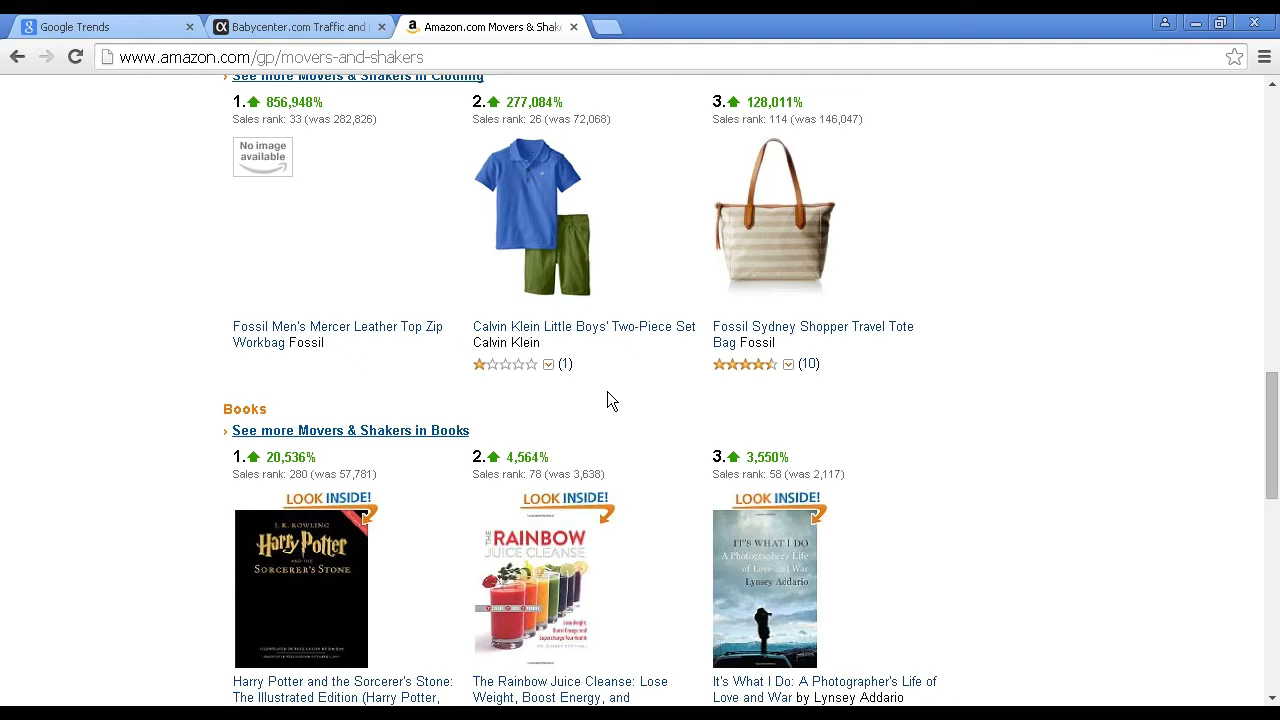 Google Trends
Babycenter.com Traffic and
Amazon.com Movers & Shak
www.amazon.com/gp/movers-and-shakers
See more Movers & Shakers in Clothing
1. 856,948% 2. 277,084% 3. 128,011%
Sales rank: 33 (was 282,826) Sales rank: 26 (was 72,068) Sales rank: 114 (was 146,047)
No image
available
Fossil Men's Mercer Leather Top Zip
Workbag Fossil
Calvin Klein Little Boys' Two-Piece Set
Calvin Klein
(1)
Fossil Sydney Shopper Travel Tote
Bag Fossil
(10)
Books
› See more Movers & Shakers in Books
1. 20,536% 2. 4,564% 3. 3,550%
Sales rank: 280 (was 57,781) Sales rank: 78 (was 3,638) Sales rank: 58 (was 2,117)
LOOK INSIDE! LOOK INSIDE! LOOK INSIDE!
J. K. ROWLING
Harry Potter
AND THE
SORCERER'S STONE
THE RAINBOW
JUICE CLEANSE
IT'S WHAT I DO
A Photographer's Life
of Love and War
Lynsey Addario
Harry Potter and the Sorcerer's Stone:
The Illustrated Edition (Harry Potter,
The Rainbow Juice Cleanse: Lose
Weight, Boost Energy, and
It's What I Do: A Photographer's Life of
Love and War by Lynsey Addario